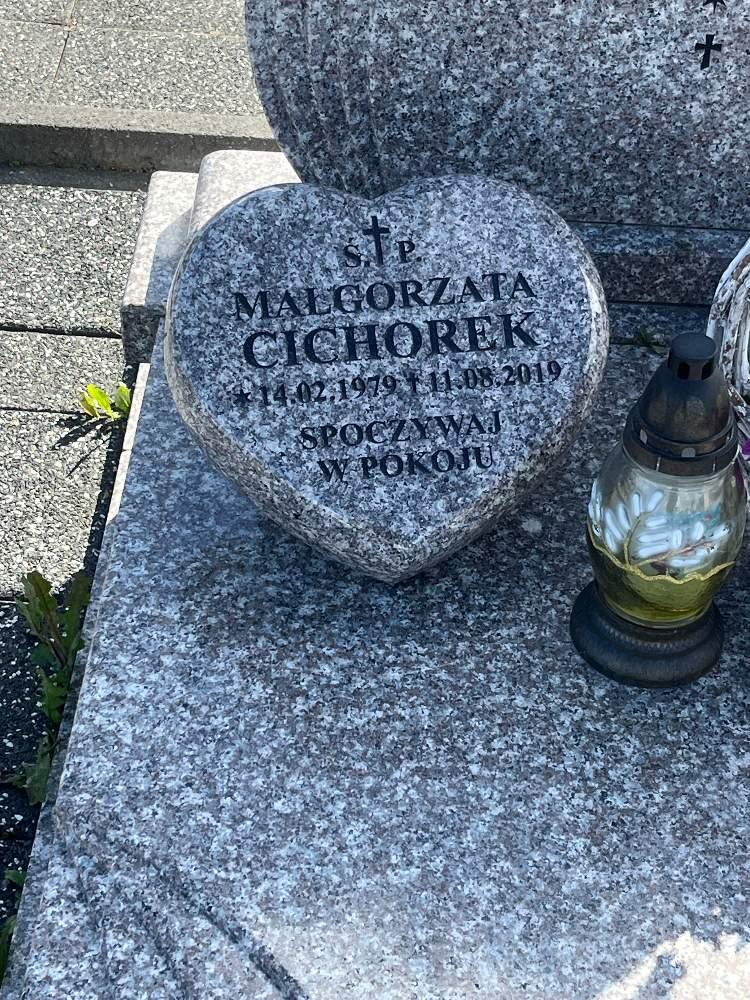 Ś.✝P
MAŁGORZATA
CICHOREK
★14.02.1979 ✝11.08.2019
SPOCZYWAJ
W POKOJU